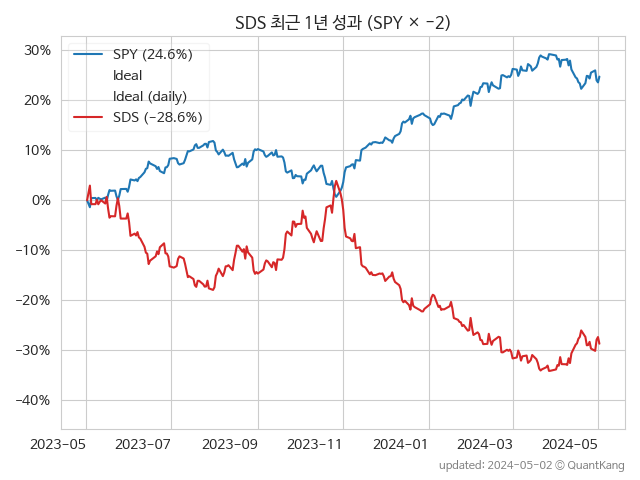 SDS 최근 1년 성과 (SPY × −2)
SPY (24.6%)
Ideal
Ideal (daily)
SDS (−28.6%)
30%
20%
10%
0%
−10%
−20%
−30%
−40%
2023-05 2023-07 2023-09 2023-11 2024-01 2024-03 2024-05
updated: 2024-05-02 © QuantKang